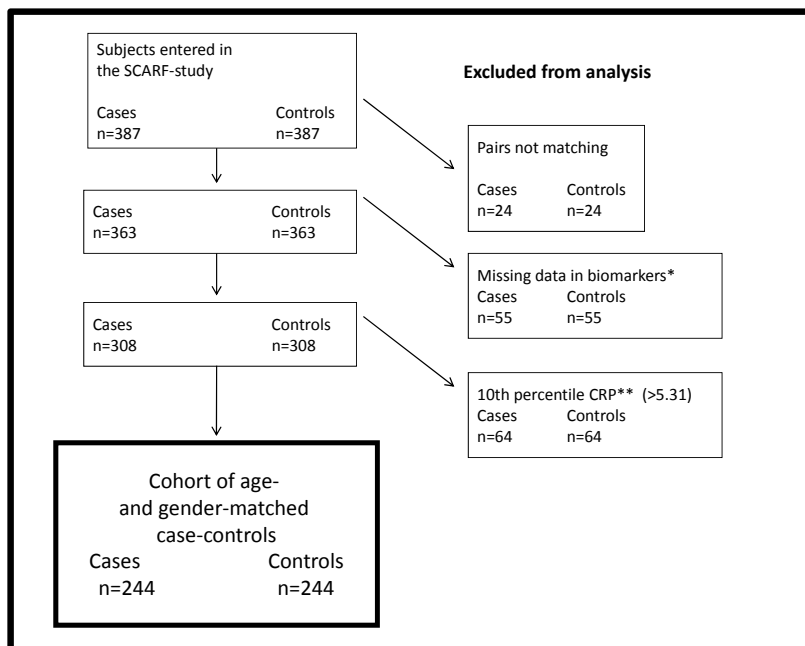 Subjects entered in
the SCARF-study
Cases Controls
n=387 n=387
Excluded from analysis
Pairs not matching
Cases Controls
n=24 n=24
Cases Controls
n=363 n=363
Missing data in biomarkers*
Cases Controls
n=55 n=55
Cases Controls
n=308 n=308
10th percentile CRP** (>5.31)
Cases Controls
n=64 n=64
Cohort of age-
and gender-matched
case-controls
Cases Controls
n=244 n=244